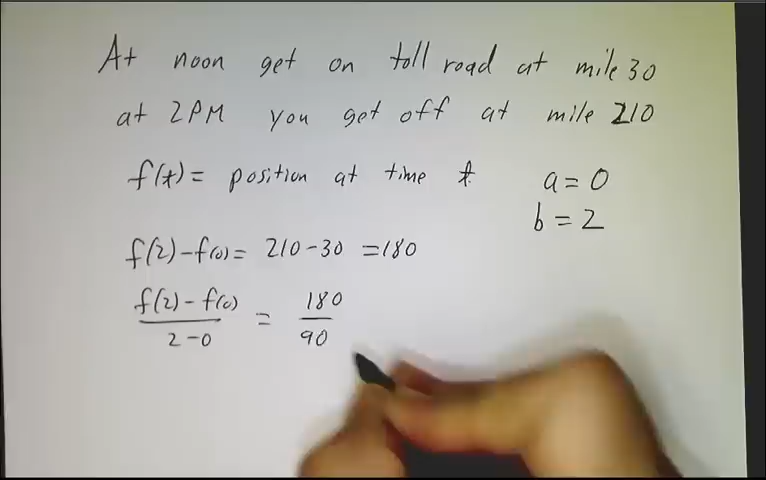 At noon get on toll road at mile 30
at 2PM you get off at mile 210
f(t) = position at time t
a = 0
b = 2
f(2) - f(0) = 210 - 30 = 180
f(2) - f(0) / 2 - 0 = 180 / 90